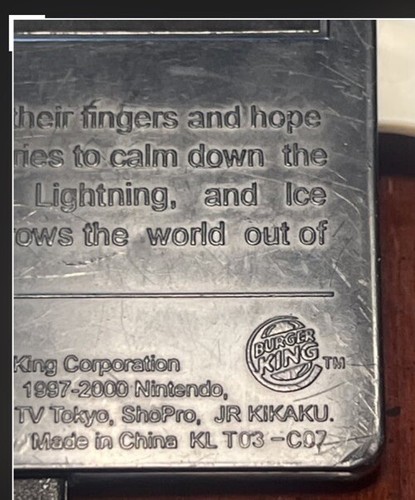 their fingers and hope
ries to calm down the
Lightning, and Ice
ows the world out of
BURGER
KING TM
King Corporation
1997-2000 Nintendo,
TV Tokyo, ShoPro, JR KIKAKU.
Made in China KL T03-C07